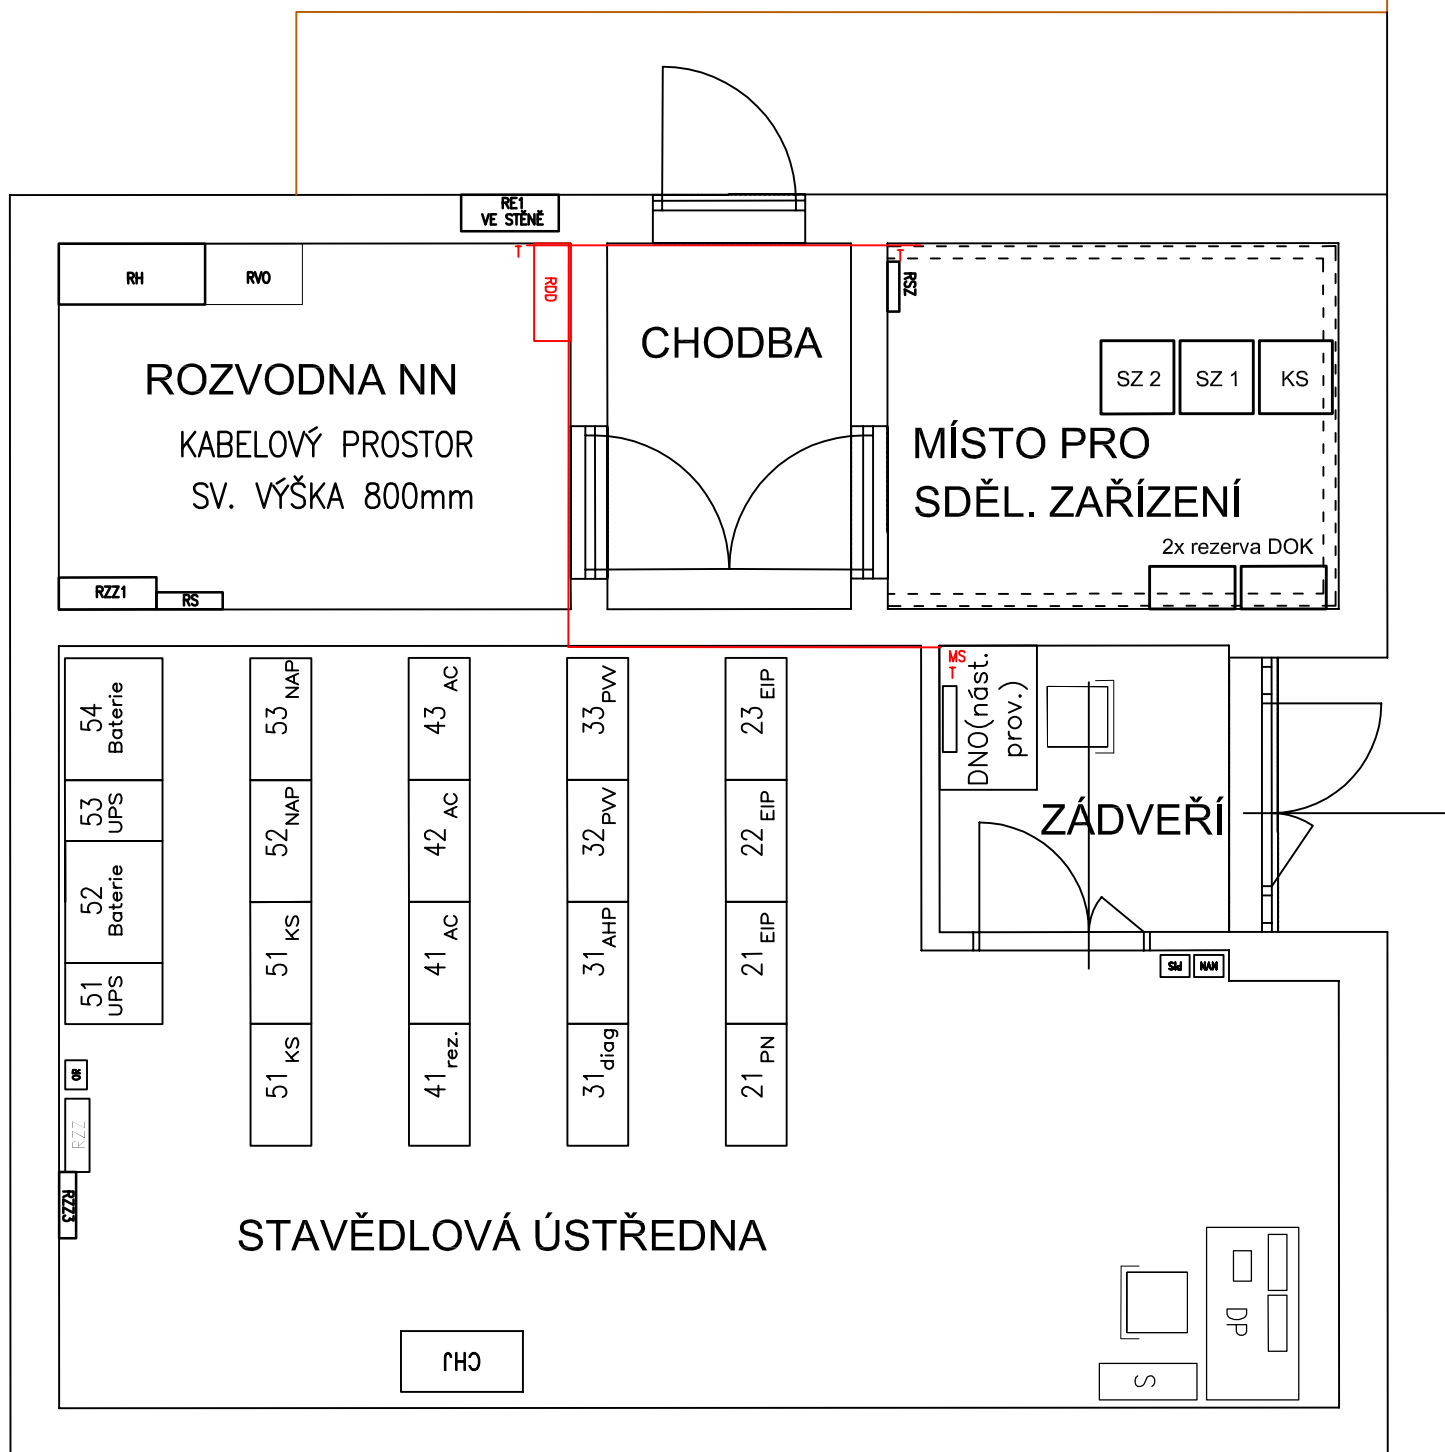 RE1
VE STĚNĚ
RH
RVO
T
RDD
T
RSZ
CHODBA
ROZVODNA NN
KABELOVÝ PROSTOR
SV. VÝŠKA 800mm
SZ 2
SZ 1
KS
MÍSTO PRO
SDĚL. ZAŘÍZENÍ
2x rezerva DOK
RZZ1
RS
54
Baterie
53 NAP
43 AC
33 PVV
23 EIP
MS
T
DNO(nást.
prov.)
53
UPS
52 NAP
42 AC
32 PVV
22 EIP
ZÁDVEŘÍ
52
Baterie
51 KS
41 AC
31 AHP
21 EIP
51
UPS
51 KS
41 rez.
31 diag
21 PN
RZZ
RZZ3
STAVĚDLOVÁ ÚSTŘEDNA
DP
CHJ
S